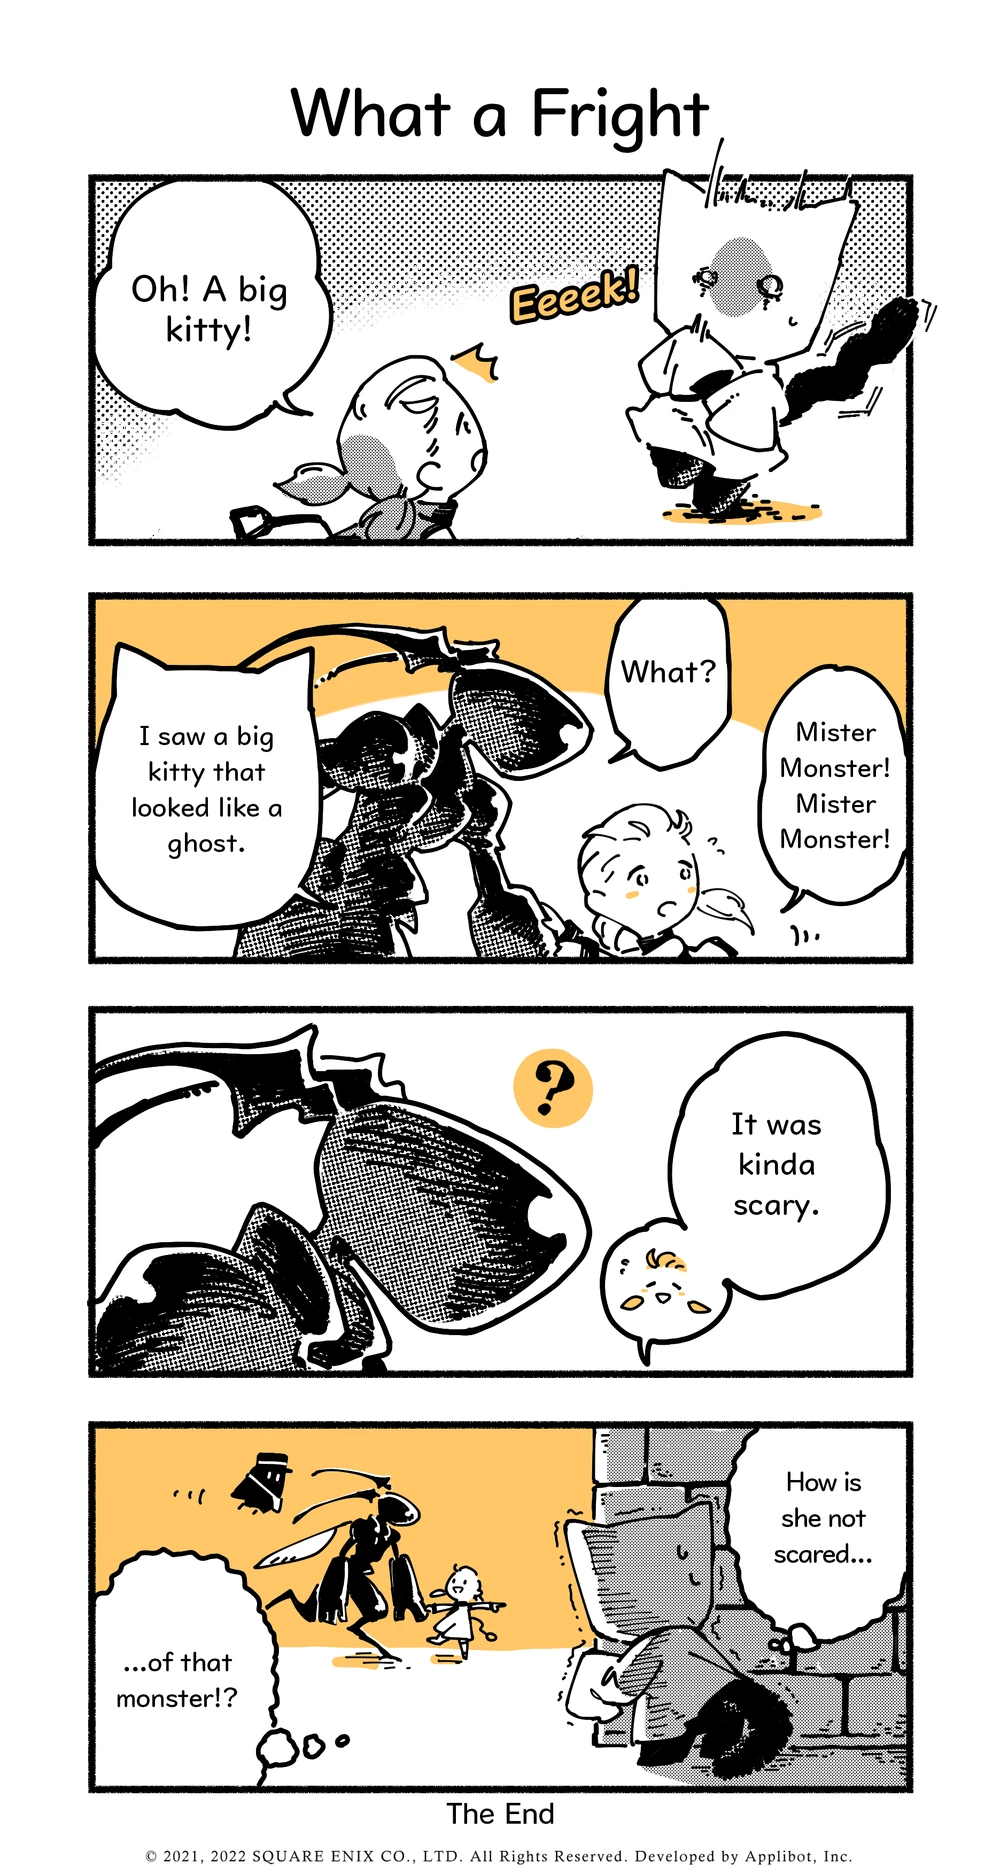 What a Fright
Oh! A big
kitty!
Eeeek!
What?
Mister
Monster!
Mister
Monster!
I saw a big
kitty that
looked like a
ghost.
?
It was
kinda
scary.
How is
she not
scared...
...of that
monster!?
The End
© 2021, 2022 SQUARE ENIX CO., LTD. All Rights Reserved. Developed by Applibot, Inc.